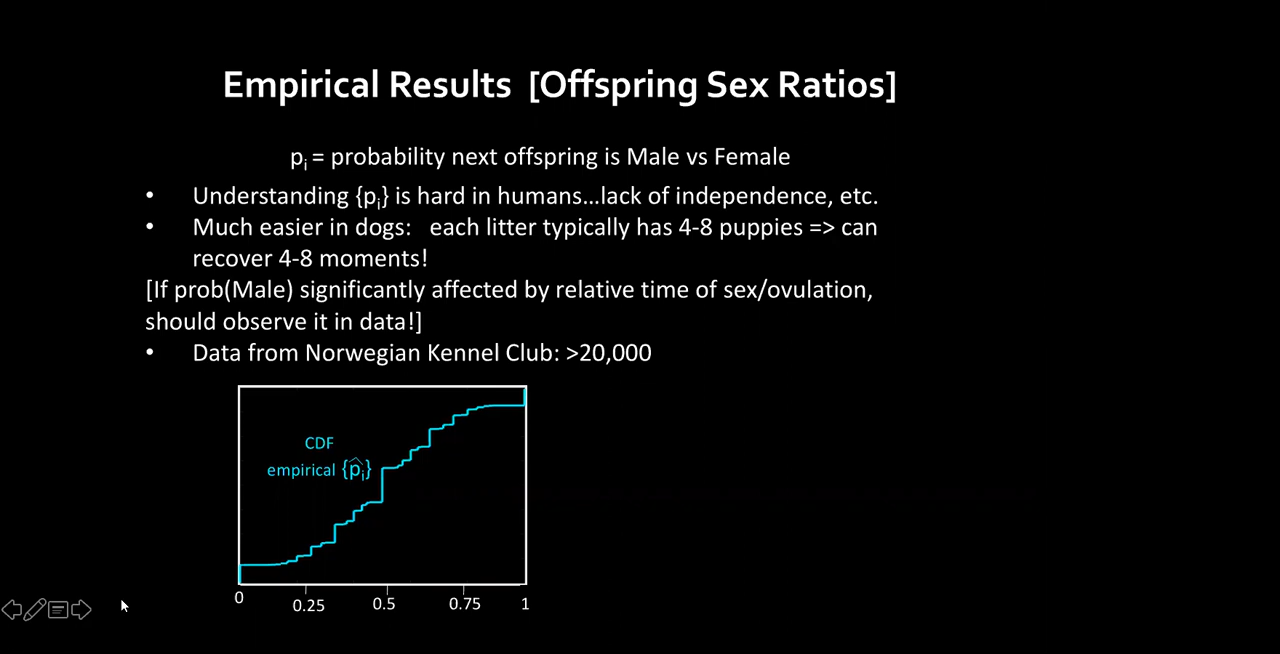 Empirical Results [Offspring Sex Ratios]
pᵢ = probability next offspring is Male vs Female
• Understanding {pᵢ} is hard in humans...lack of independence, etc.
• Much easier in dogs: each litter typically has 4-8 puppies => can
recover 4-8 moments!
[If prob(Male) significantly affected by relative time of sex/ovulation,
should observe it in data!]
• Data from Norwegian Kennel Club: >20,000
CDF
empirical {p̂ᵢ}
0 0.25 0.5 0.75 1